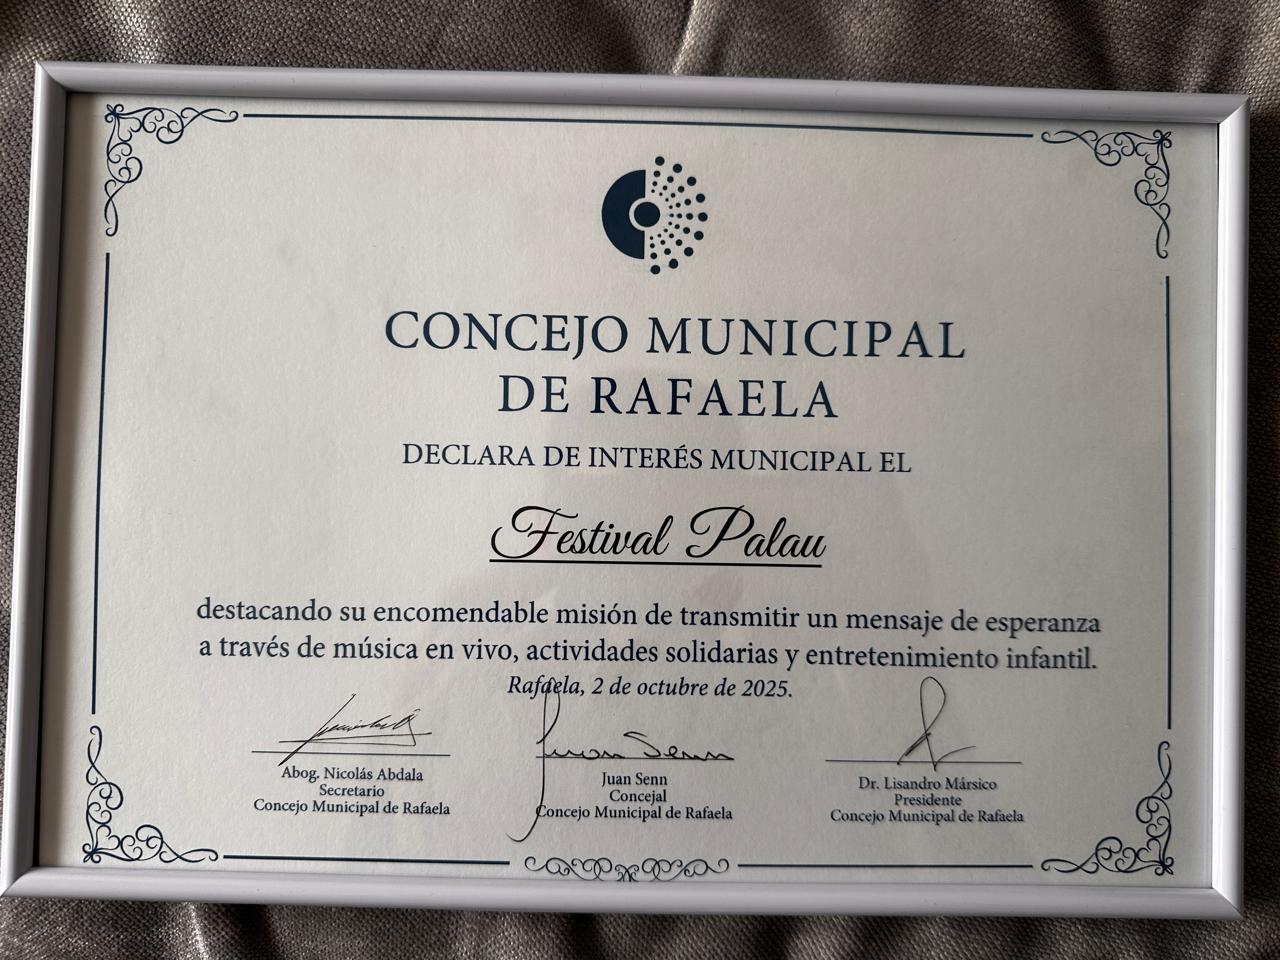 CONCEJO MUNICIPAL
DE RAFAELA
DECLARA DE INTERÉS MUNICIPAL EL
Festival Palau
destacando su encomendable misión de transmitir un mensaje de esperanza
a través de música en vivo, actividades solidarias y entretenimiento infantil.
Rafaela, 2 de octubre de 2025.
Juan Senn
Abog. Nicolás Abdala
Secretario
Concejo Municipal de Rafaela
Juan Senn
Concejal
Concejo Municipal de Rafaela
Dr. Lisandro Mársico
Presidente
Concejo Municipal de Rafaela